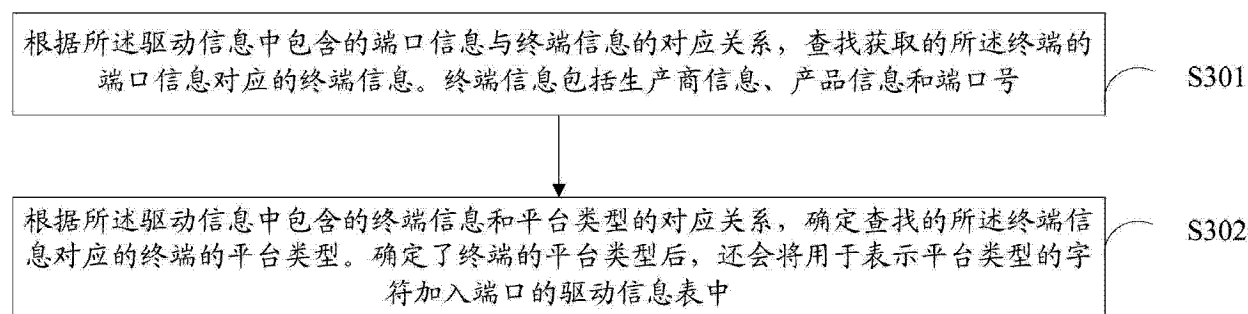 根据所述驱动信息中包含的端口信息与终端信息的对应关系，查找获取的所述终端的
端口信息对应的终端信息。终端信息包括生产商信息、产品信息和端口号
S301
根据所述驱动信息中包含的终端信息和平台类型的对应关系，确定查找的所述终端信
息对应的终端的平台类型。确定了终端的平台类型后，还会将用于表示平台类型的字
符加入端口的驱动信息表中
S302